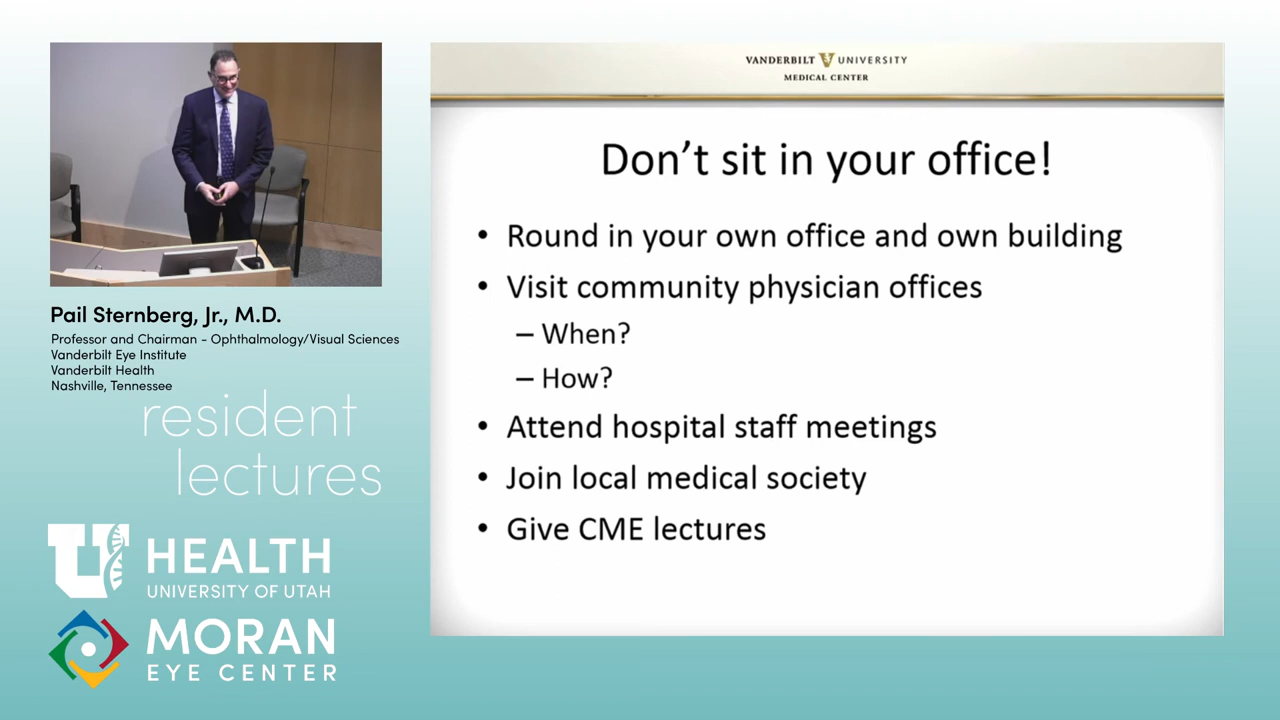 VANDERBILT V UNIVERSITY
MEDICAL CENTER
Don't sit in your office!
• Round in your own office and own building
• Visit community physician offices
– When?
– How?
• Attend hospital staff meetings
• Join local medical society
• Give CME lectures
Pail Sternberg, Jr., M.D.
Professor and Chairman - Ophthalmology/Visual Sciences
Vanderbilt Eye Institute
Vanderbilt Health
Nashville, Tennessee
resident
lectures
U HEALTH
UNIVERSITY OF UTAH
MORAN
EYE CENTER